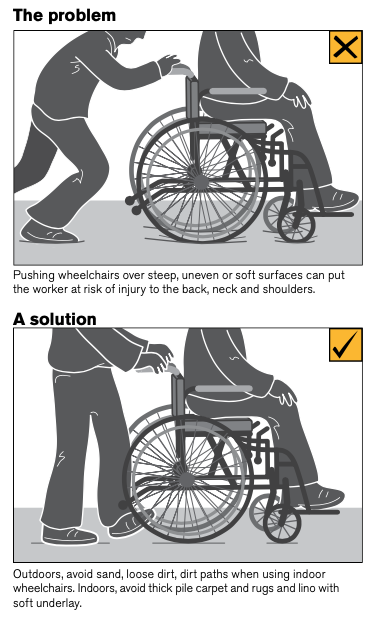 The problem
Pushing wheelchairs over steep, uneven or soft surfaces can put
the worker at risk of injury to the back, neck and shoulders.
A solution
Outdoors, avoid sand, loose dirt, dirt paths when using indoor
wheelchairs. Indoors, avoid thick pile carpet and rugs and lino with
soft underlay.